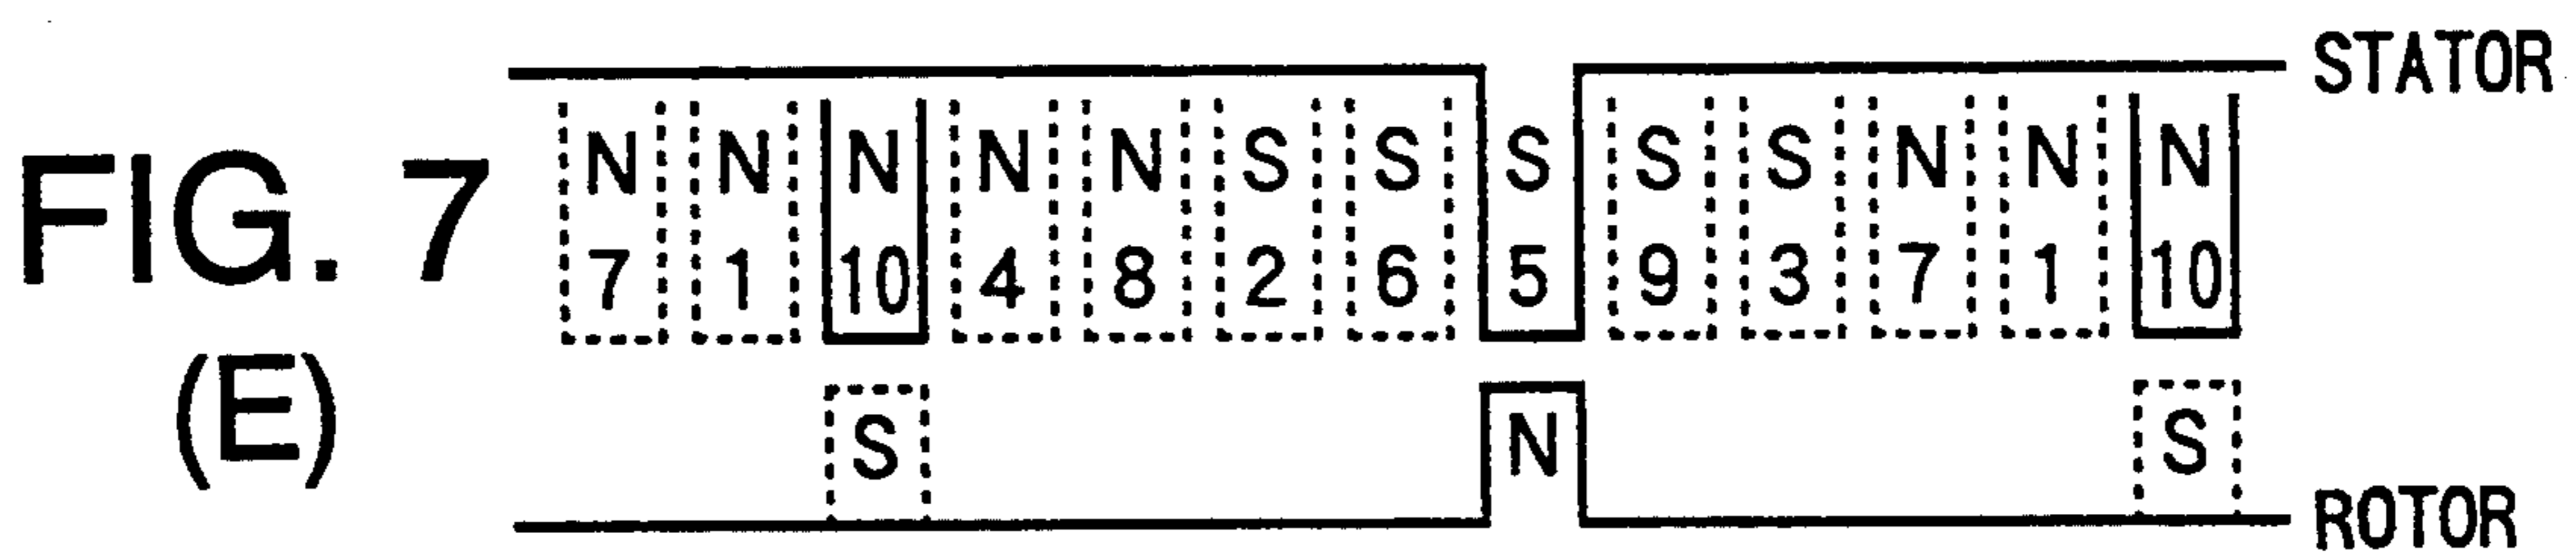 STATOR
FIG. 7
N N N N N S S S S S N N N
7 1 10 4 8 2 6 5 9 3 7 1 10
(E)
S N S
ROTOR